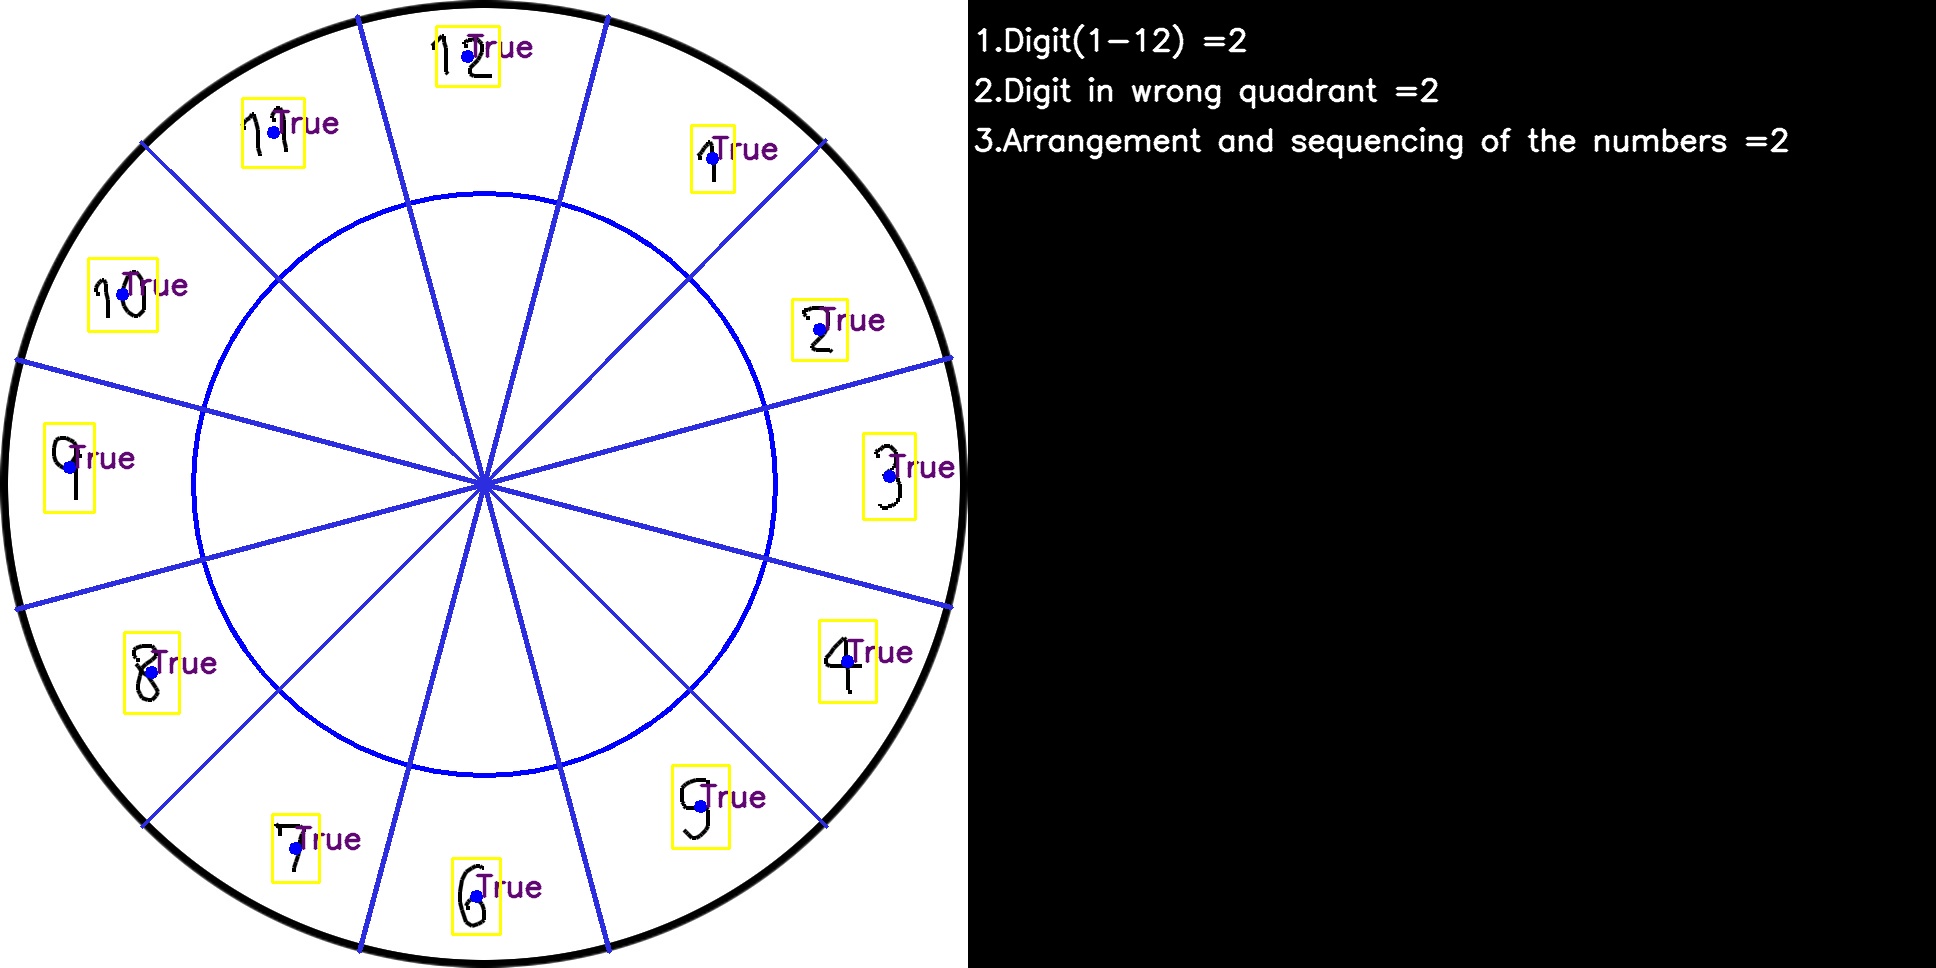 12 True
11 True
1 True
10 True
2 True
9 True
3 True
8 True
4 True
7 True
5 True
6 True
1.Digit(1-12) =2
2.Digit in wrong quadrant =2
3.Arrangement and sequencing of the numbers =2